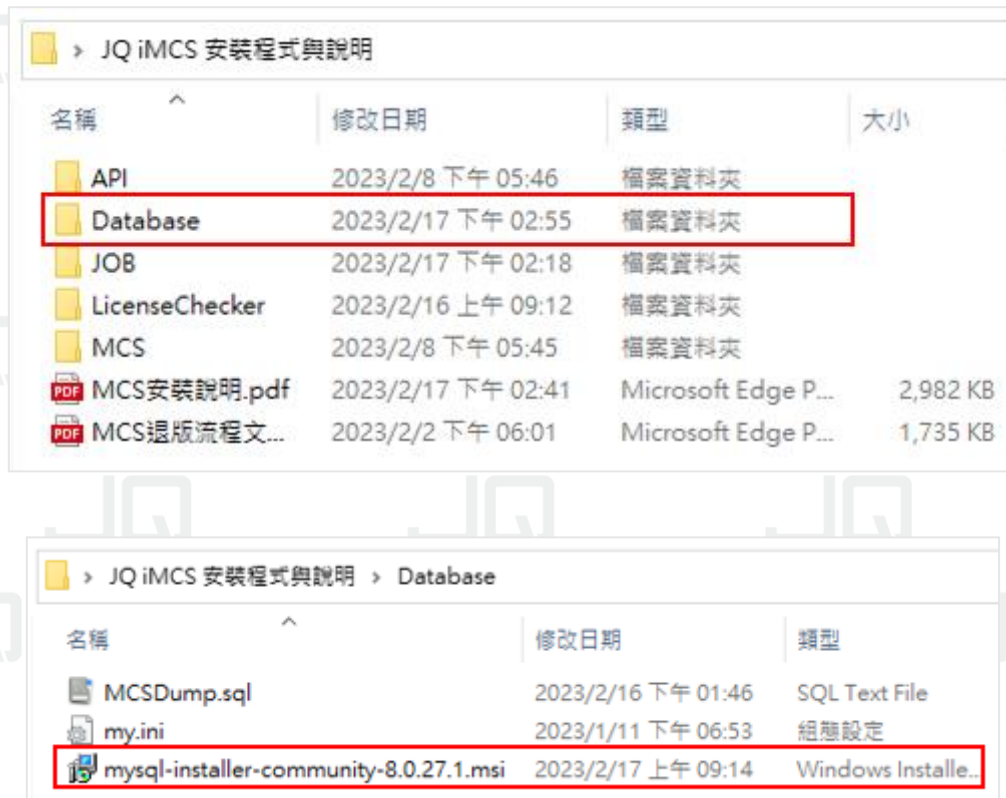 > JQ iMCS 安裝程式與說明
名稱 修改日期 類型 大小
API 2023/2/8 下午 05:46 檔案資料夾
Database 2023/2/17 下午 02:55 檔案資料夾
JOB 2023/2/17 下午 02:18 檔案資料夾
LicenseChecker 2023/2/16 上午 09:12 檔案資料夾
MCS 2023/2/8 下午 05:45 檔案資料夾
PDF MCS安裝說明.pdf 2023/2/17 下午 02:41 Microsoft Edge P... 2,982 KB
PDF MCS退版流程文... 2023/2/2 下午 06:01 Microsoft Edge P... 1,735 KB
JQ JQ JQ
> JQ iMCS 安裝程式與說明 > Database
名稱 修改日期 類型
MCSDump.sql 2023/2/16 下午 01:46 SQL Text File
my.ini 2023/1/11 下午 06:53 組態設定
mysql-installer-community-8.0.27.1.msi 2023/2/17 上午 09:14 Windows Installe...